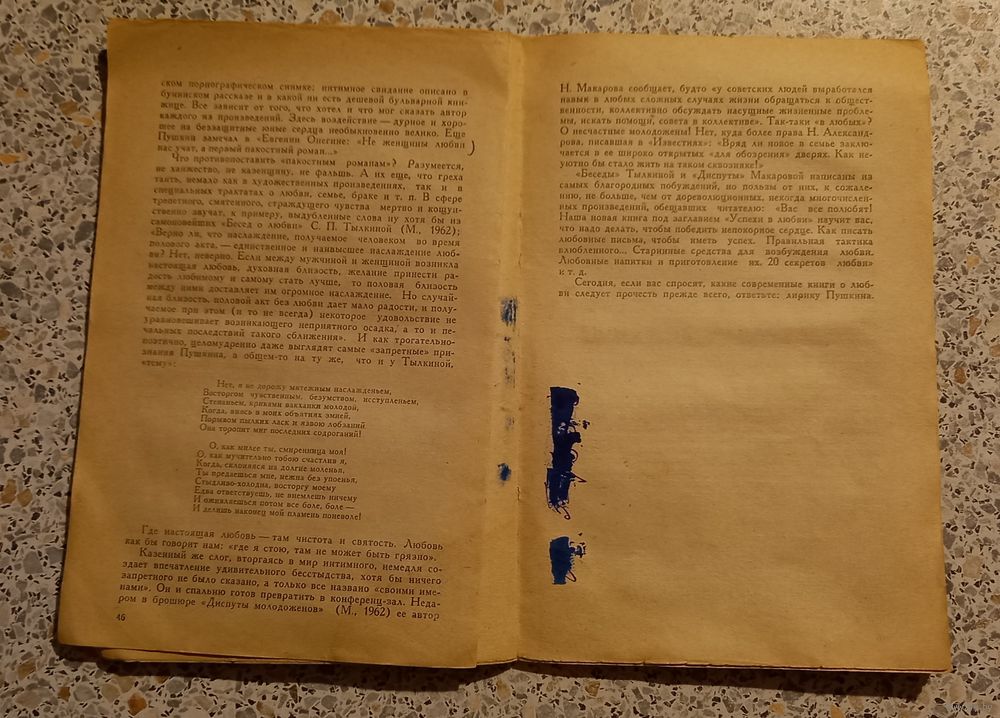 ском порнографическом снимке: интимное свидание описано в
бунинском рассказе и в какой ни есть дешевой бульварной кни-
жице. Все зависит от того, что хотел и что мог сказать автор
каждого из произведений. Здесь воздействие — дурное и хоро-
шее на беззащитные юные сердца необыкновенно велико. Еще
Пушкин замечал в «Евгении Онегине: «Не женщины любви
нас учат, а первый пакостный роман...»
Что противопоставить «пакостным романам»? Разумеется,
не ханжество, не казенщину, не фальшь. А их еще, что греха
таить, немало как в художественных произведениях, так и в
специальных трактатах о любви, семье, браке и т. п. В сфере
трепетного, смятенного, страждущего чувства мертво и кощун-
ственно звучат, к примеру, выдубленные слова ну хотя бы из
самоновейших «Бесед о любви» С. П. Тылкиной (М., 1962);
«Верно ли, что наслаждение, получаемое человеком во время
полового акта, — единственное и наивысшее наслаждение люб-
ви? Нет, неверно. Если между мужчиной и женщиной возникла
настоящая любовь, духовная близость, желание принести ра-
дость любимому и самому стать лучше, то половая близость
между ними доставляет им огромное наслаждение. Но случай-
ная близость, половой акт без любви дает мало радости, и полу-
чаемое при этом (и то не всегда) некоторое удовольствие не
уравновешивает возникающего неприятного осадка, а то и пе-
чальных последствий такого сближения». И как трогательно-
поэтично, целомудренно даже выглядят самые «запретные» при-
знания Пушкина, а общем-то на ту же, что и у Тылкиной,
«тему»:
Нет, я не дорожу мятежным наслажденьем,
Восторгом чувственным, безумством, исступленьем,
Стенаньем, криками вакханки молодой,
Когда, виясь в моих объятиях змией,
Порывом пылких ласк и язвою лобзаний
Она торопит миг последних содроганий!
О, как милее ты, смиренница моя!
О, как мучительно тобою счастлив я,
Когда, склоняяся на долгие моленья,
Ты предаешься мне, нежна без упоенья,
Стыдливо-холодна, восторгу моему
Едва ответствуешь, не внемлешь ничему
И оживляешься потом все боле, боле —
И делишь наконец мой пламень поневоле!
Где настоящая любовь — там чистота и святость. Любовь
как бы говорит нам: «где я стою, там не может быть грязно».
Казенный же слог, вторгаясь в мир интимного, немедля со-
здает впечатление удивительного бесстыдства, хотя бы ничего
запретного не было сказано, а только все названо «своими име-
нами». Он и спальню готов превратить в конференц-зал. Неда-
ром в брошюре «Диспуты молодоженов» (М., 1962) ее автор
46
Н. Макарова сообщает, будто «у советских людей выработался
навык в любых сложных случаях жизни обращаться к общест-
венности, коллективно обсуждать насущные жизненные пробле-
мы, искать помощи, совета в коллективе». Так-таки «в любых»?
О несчастные молодожены! Нет, куда более права Н. Александ-
рова, писавшая в «Известиях»: «Вряд ли новое в семье заклю-
чается в ее широко открытых «для обозрения» дверях. Как не-
уютно бы стало жить на таком сквозняке!»
«Беседы» Тылкиной и «Диспуты» Макаровой написаны из
самых благородных побуждений, но пользы от них, к сожале-
нию, не больше, чем от дореволюционных, некогда многочислен-
ных произведений, обещавших читателю: «Вас все полюбят!
Наша новая книга под заглавием «Успехи в любви» научит вас,
что надо делать, чтобы победить непокорное сердце. Как писать
любовные письма, чтобы иметь успех. Правильная тактика
влюбленного... Старинные средства для возбуждения любви.
Любовные напитки и приготовление их. 20 секретов любви»
и т. д.
Сегодня, если вас спросят, какие современные книги о люб-
ви следует прочесть прежде всего, ответьте: лирику Пушкина.